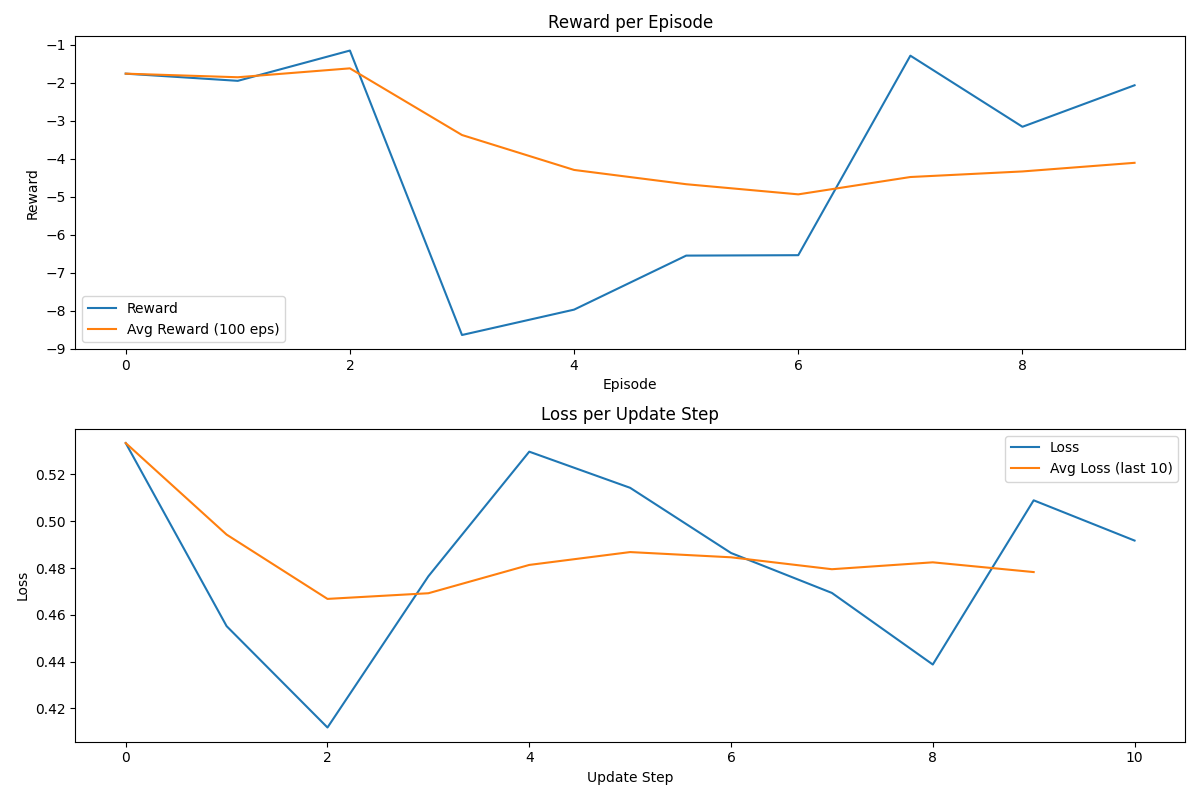 Reward per Episode
−1
−2
−3
−4
−5
−6
−7
−8
−9
Reward
Reward
Avg Reward (100 eps)
0
2
4
6
8
Episode
Loss per Update Step
0.52
0.50
0.48
0.46
0.44
0.42
Loss
Loss
Avg Loss (last 10)
0
2
4
6
8
10
Update Step